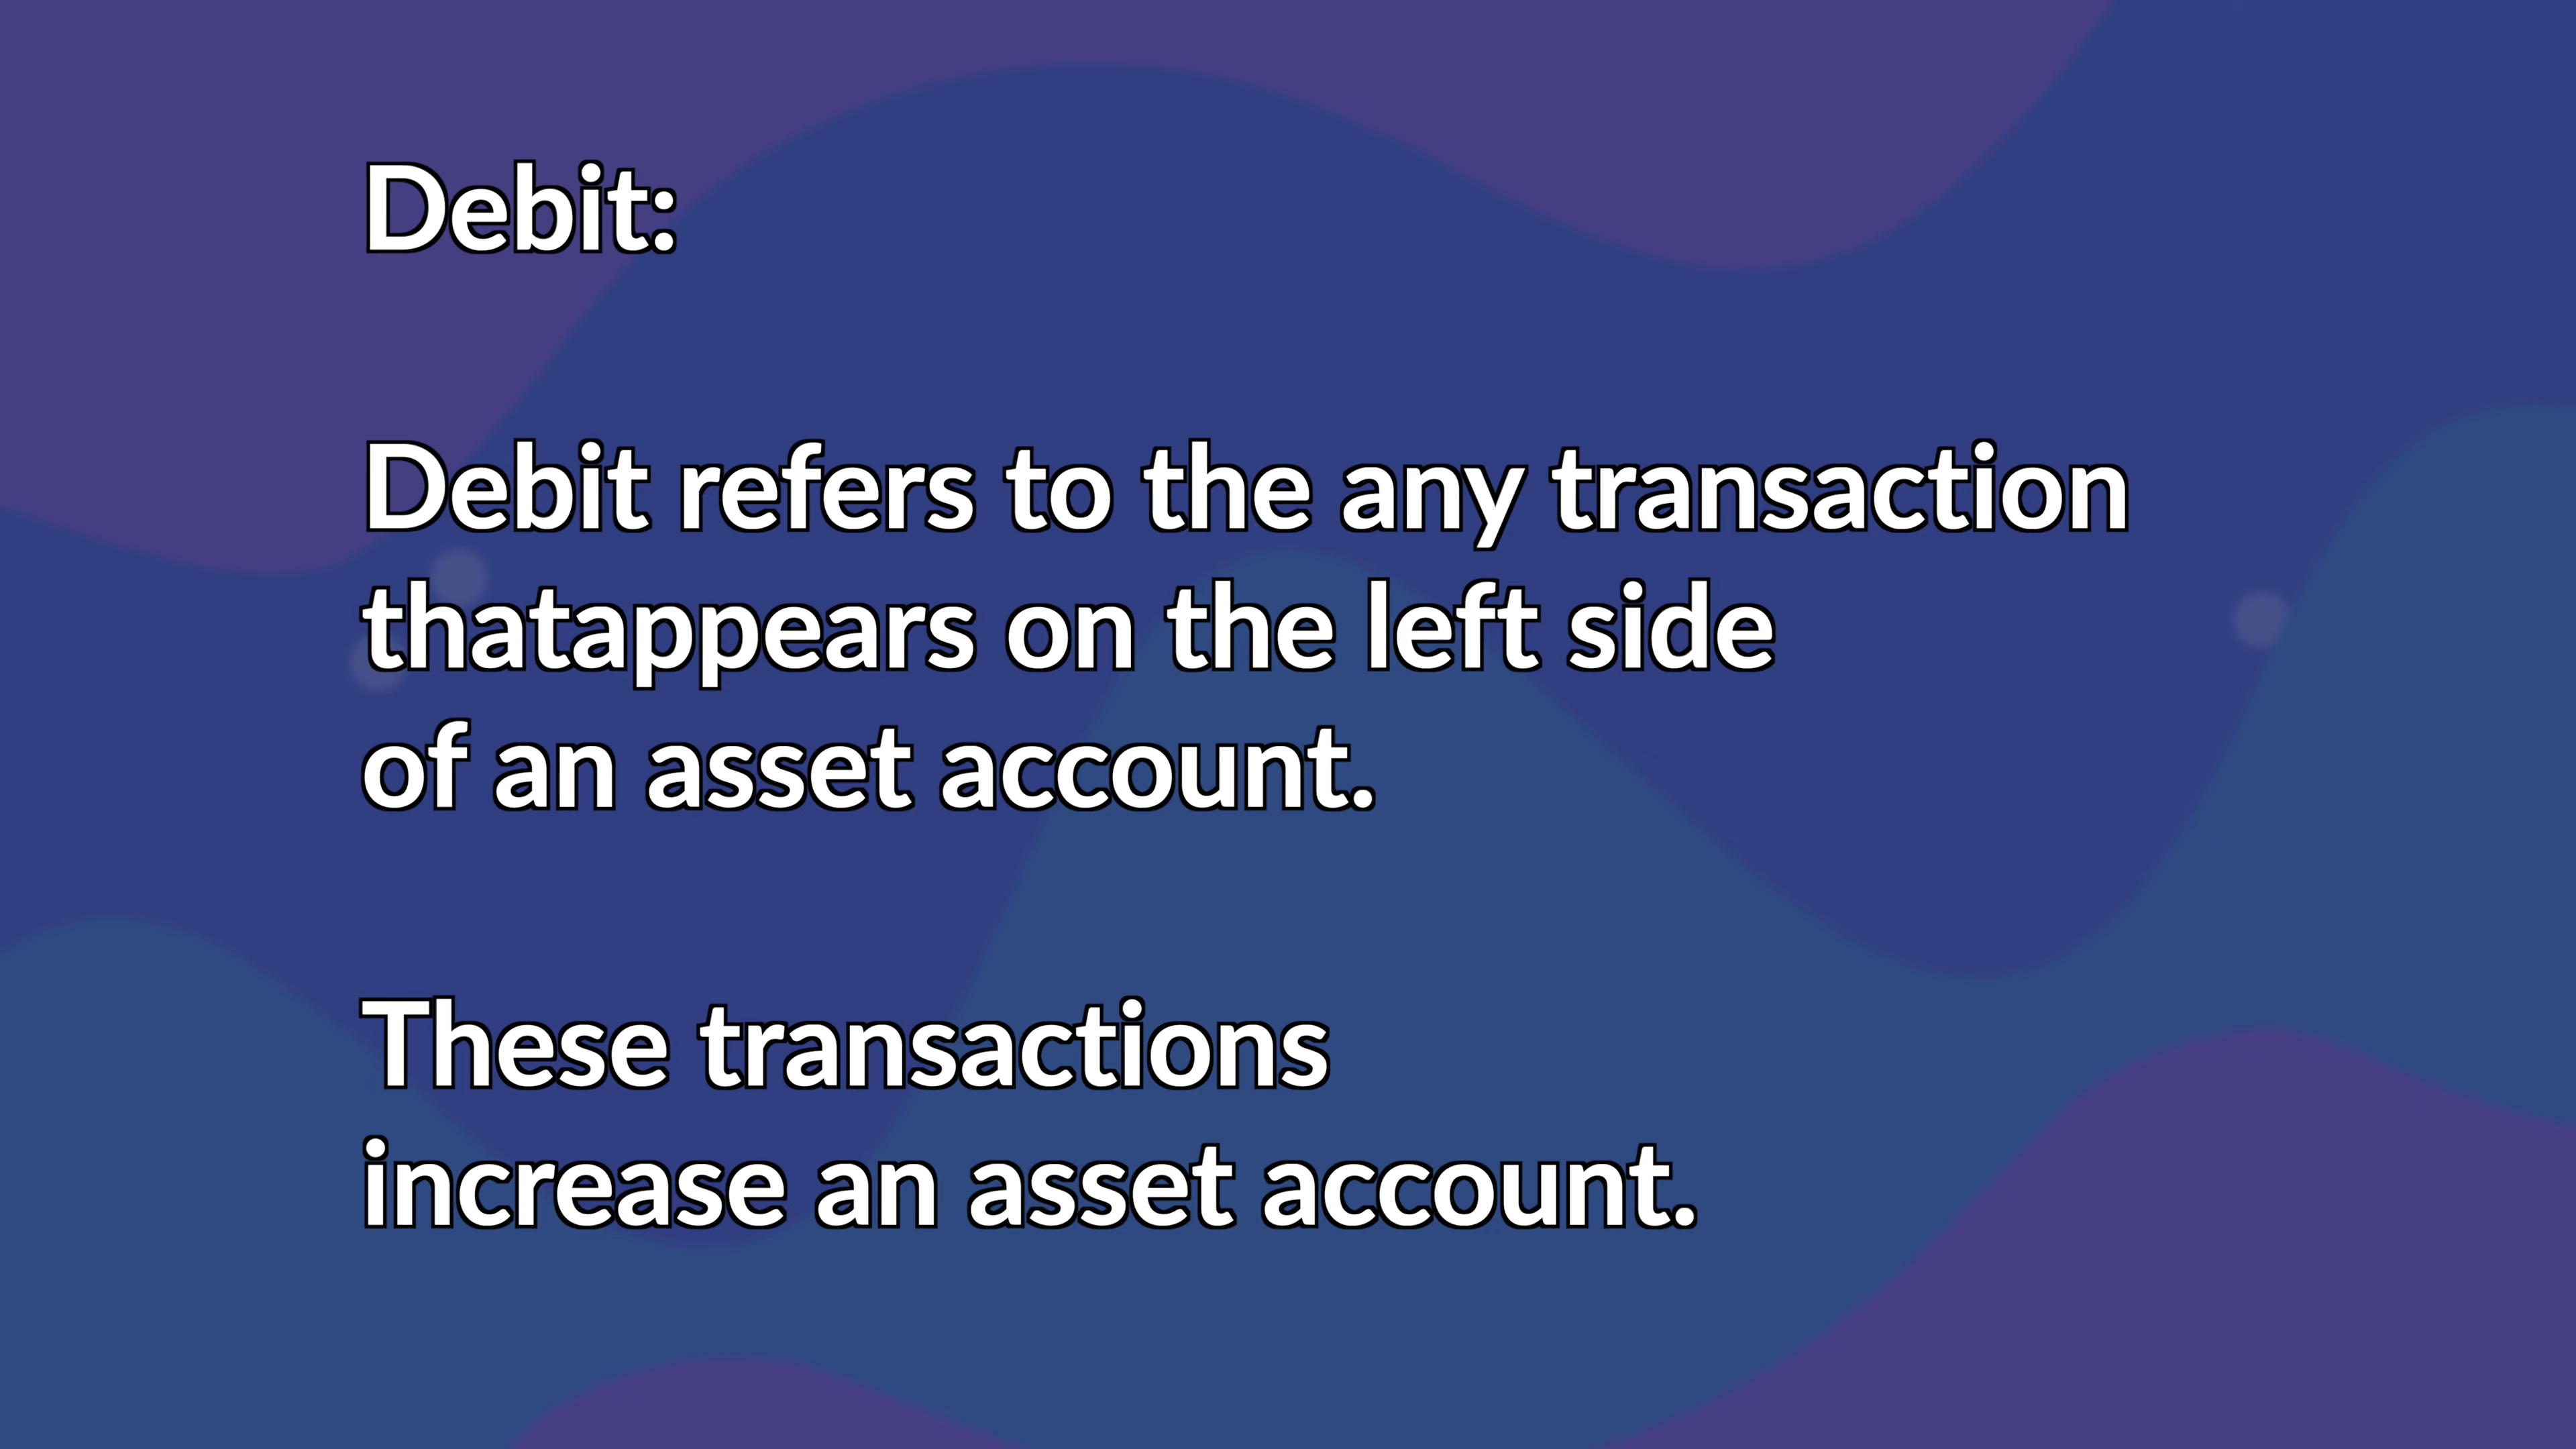 Debit:
Debit refers to the any transaction
thatappears on the left side
of an asset account.
These transactions
increase an asset account.